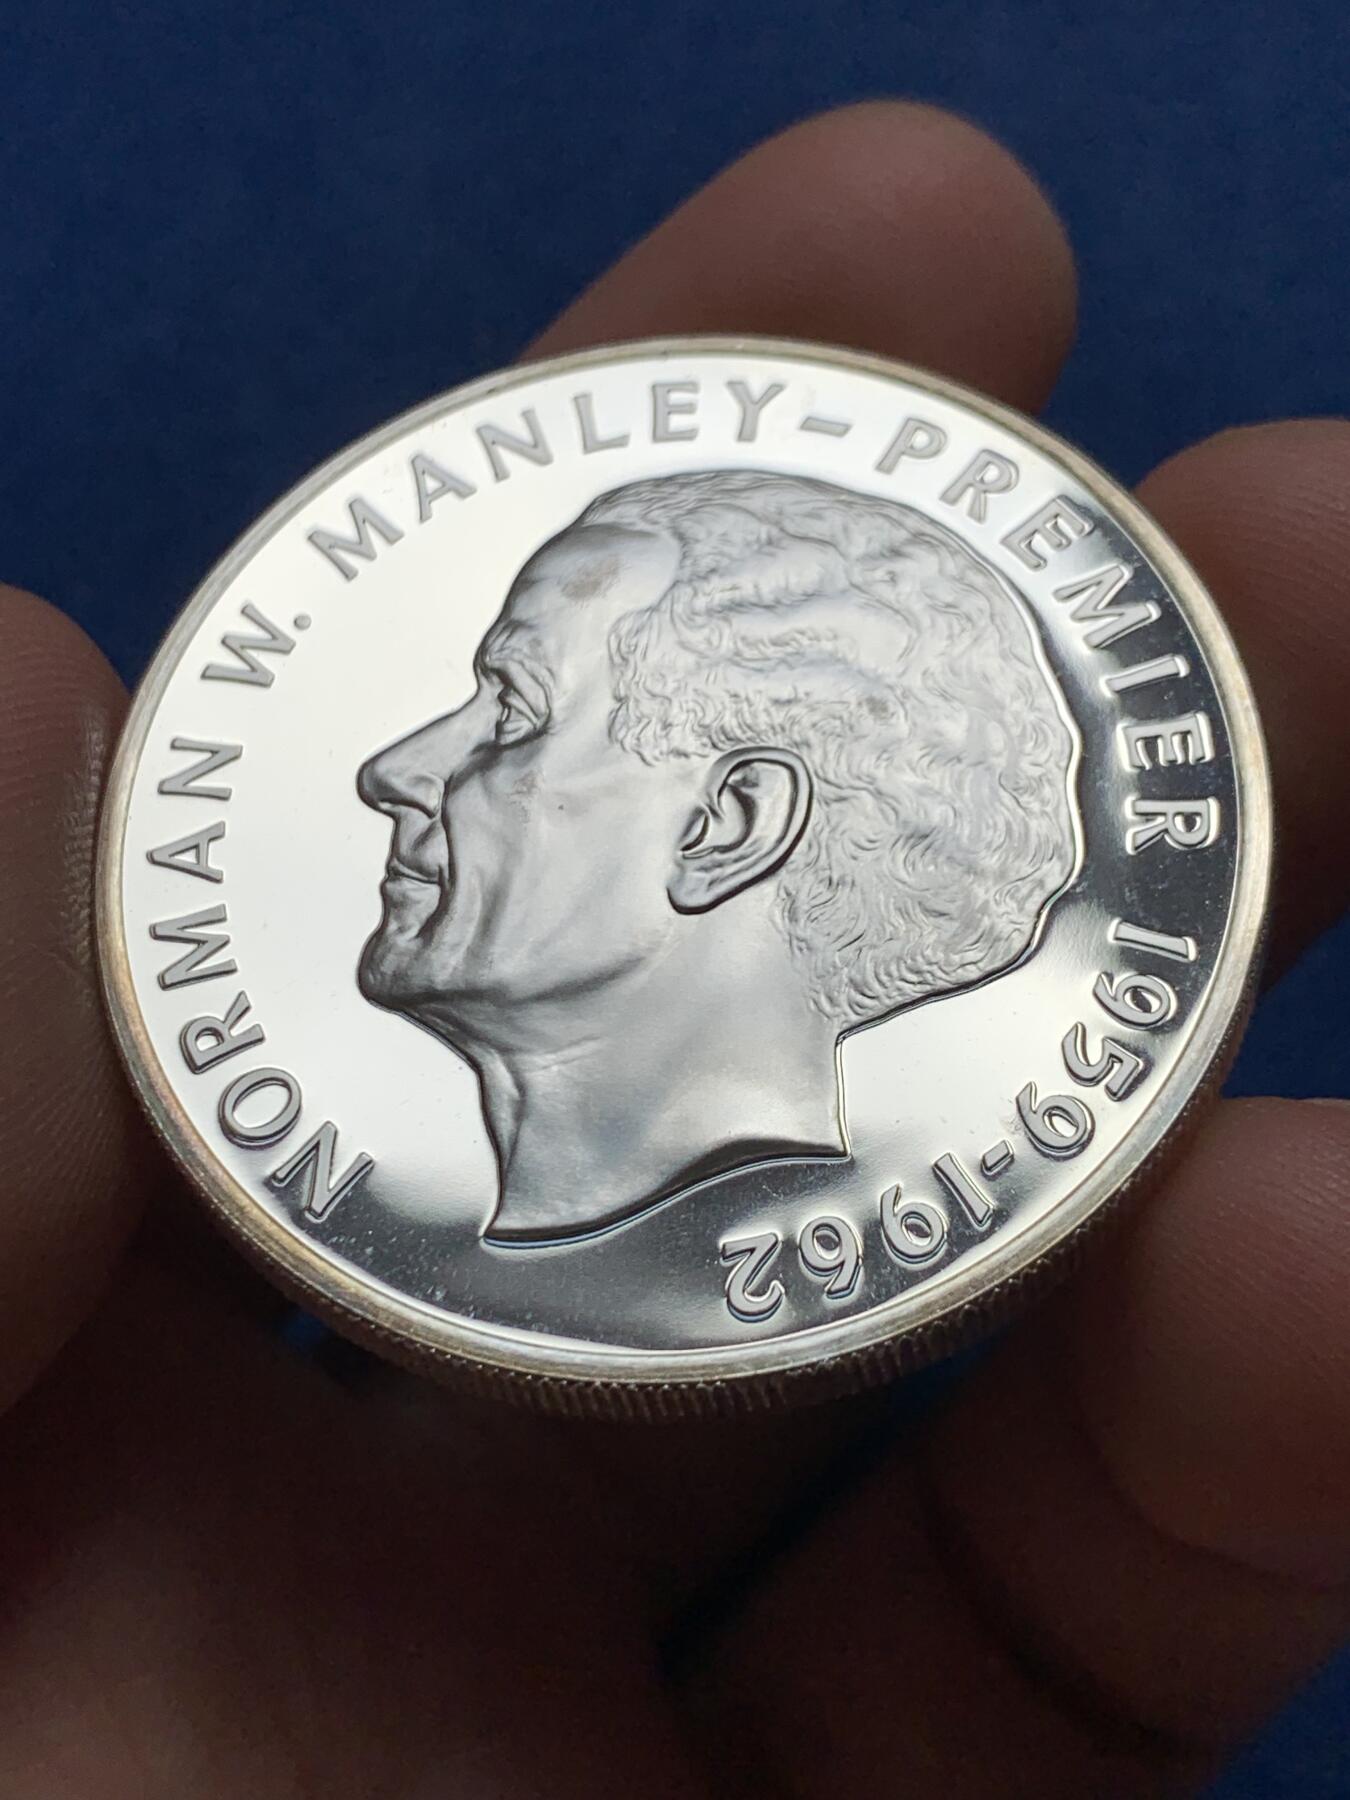 NORMAN W. MANLEY – PREMIER 1959-1962